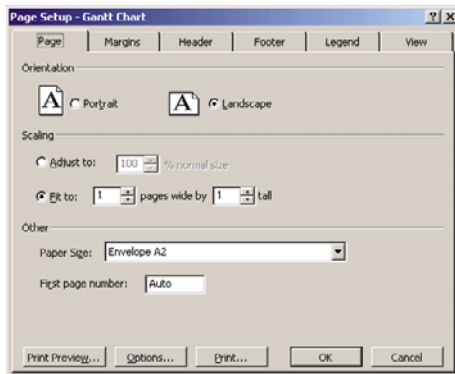 Page Setup - Gantt Chart
Page Margins Header Footer Legend View
Orientation
A Portrait A Landscape
Scaling
Adjust to: 100 % normal size
Fit to: 1 pages wide by 1 tall
Other
Paper Size: Envelope A2
First page number: Auto
Print Preview... Options... Print... OK Cancel